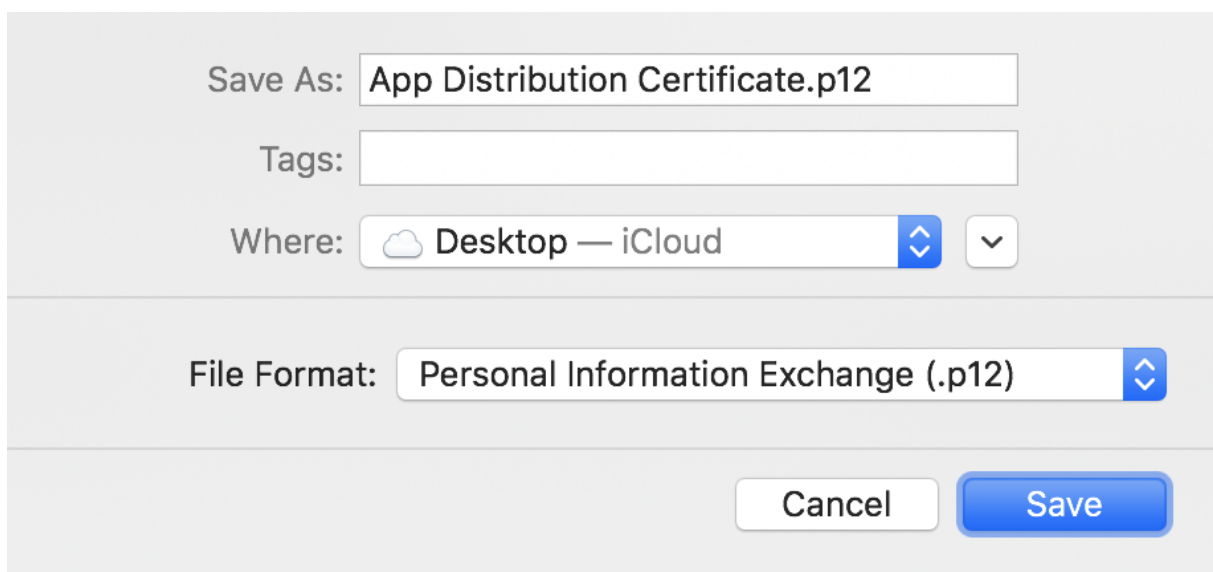 Save As: App Distribution Certificate.p12
Tags:
Where: Desktop — iCloud
File Format: Personal Information Exchange (.p12)
Cancel Save